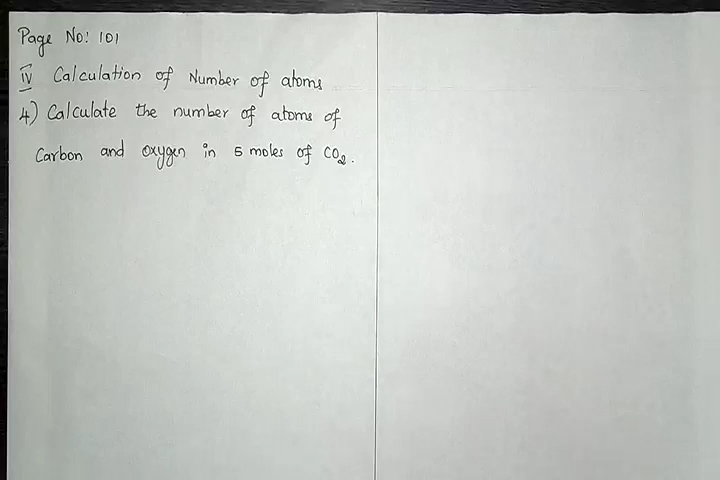 Page No: 101
IV Calculation of Number of atoms
4) Calculate the number of atoms of
Carbon and Oxygen in 5 moles of CO₂.